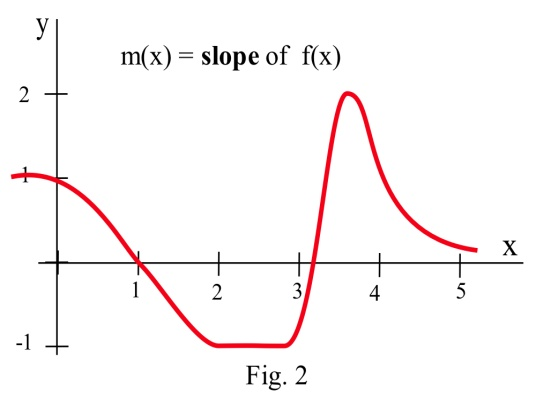 y
m(x) = slope of f(x)
2
1
x
1 2 3 4 5
-1
Fig. 2